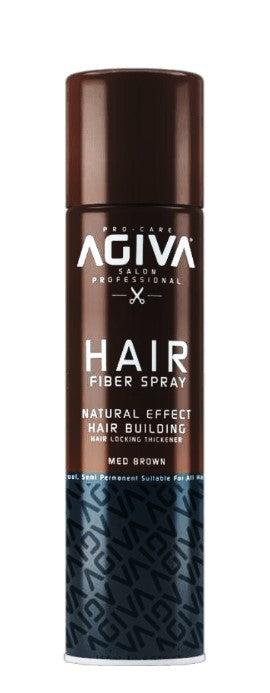 PRO-CARE
AGIVA
SALON
PROFESSIONAL
HAIR
FIBER SPRAY
NATURAL EFFECT
HAIR BUILDING
HAIR LOCKING THICKENER
MED BROWN
Semi Permanent Suitable For All
AGIVA